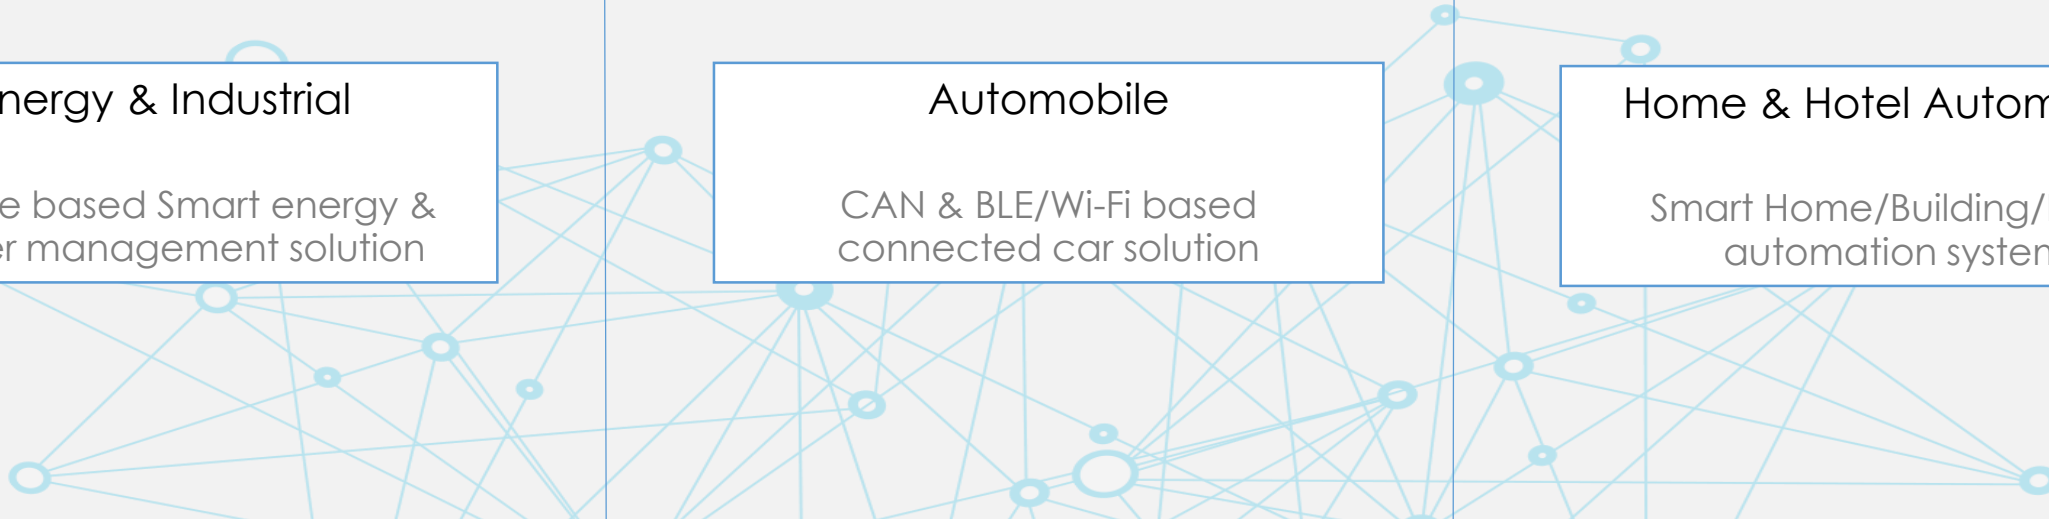 nergy & Industrial
e based Smart energy &
er management solution
Automobile
CAN & BLE/Wi-Fi based
connected car solution
Home & Hotel Autom
Smart Home/Building/
automation system